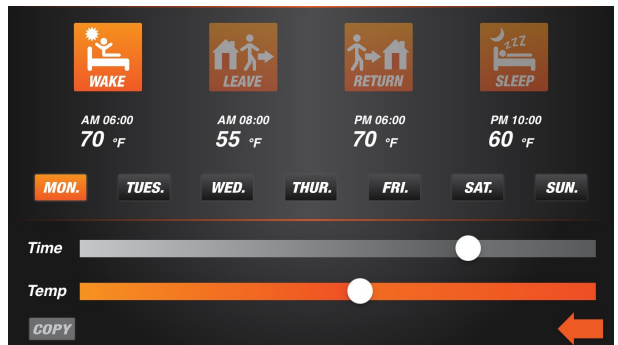 WAKE LEAVE RETURN zZZ SLEEP
AM 06:00 AM 08:00 PM 06:00 PM 10:00
70 °F 55 °F 70 °F 60 °F
MON. TUES. WED. THUR. FRI. SAT. SUN.
Time
Temp
COPY